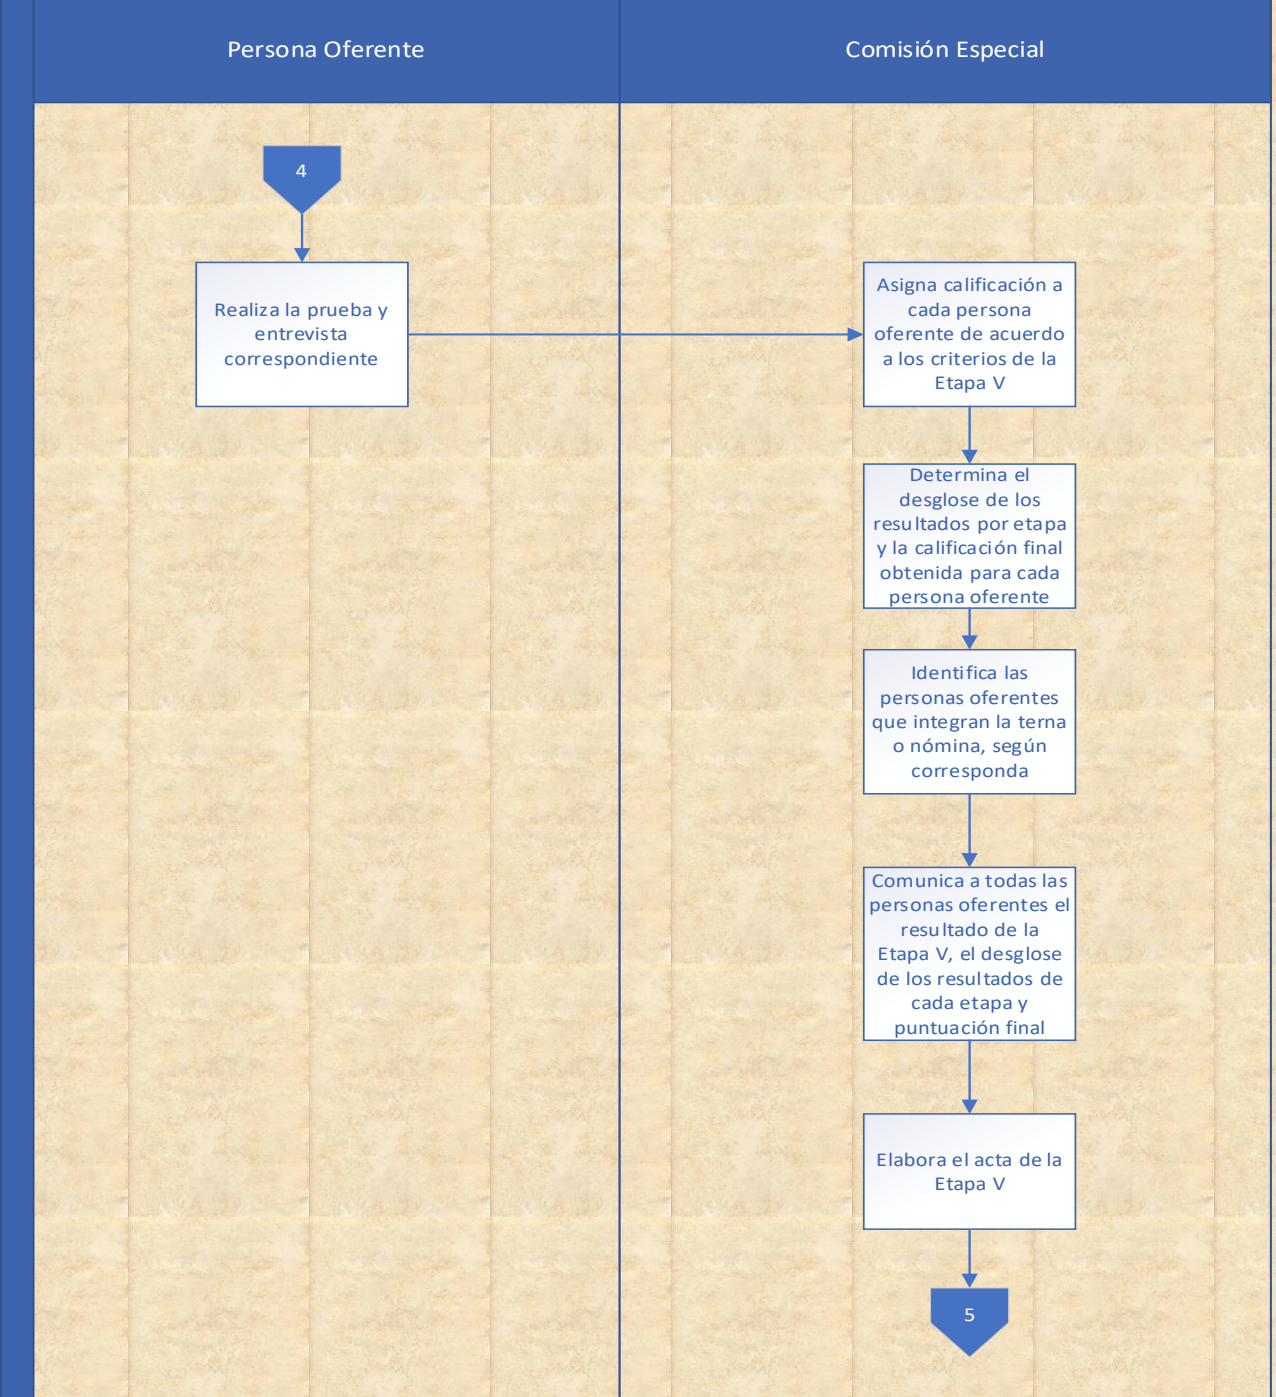 Persona Oferente
Comisión Especial
4
Realiza la prueba y
entrevista
correspondiente
Asigna calificación a
cada persona
oferente de acuerdo
a los criterios de la
Etapa V
Determina el
desglose de los
resultados por etapa
y la calificación final
obtenida para cada
persona oferente
Identifica las
personas oferentes
que integran la terna
o nómina, según
corresponda
Comunica a todas las
personas oferentes el
resultado de la
Etapa V, el desglose
de los resultados de
cada etapa y
puntuación final
Elabora el acta de la
Etapa V
5